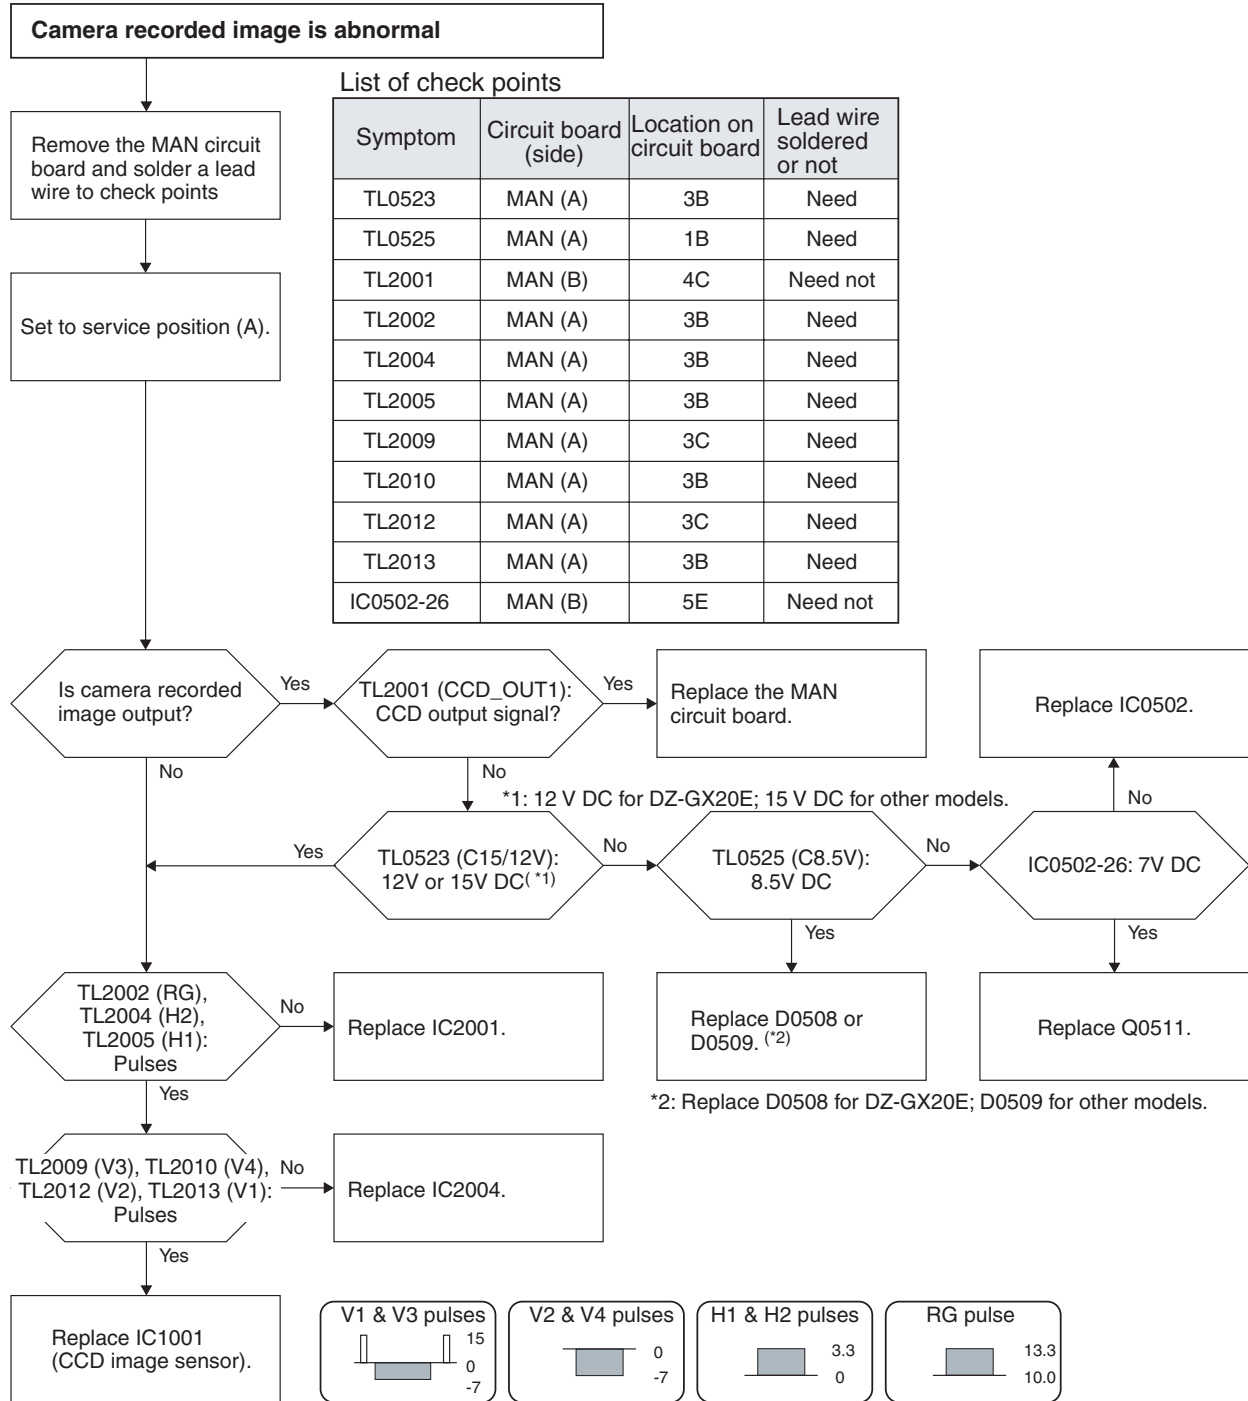 Camera recorded image is abnormal
Remove the MAN circuit
board and solder a lead
wire to check points
Set to service position (A).
List of check points
Symptom Circuit board (side) Location on circuit board Lead wire soldered or not
TL0523 MAN (A) 3B Need
TL0525 MAN (A) 1B Need
TL2001 MAN (B) 4C Need not
TL2002 MAN (A) 3B Need
TL2004 MAN (A) 3B Need
TL2005 MAN (A) 3B Need
TL2009 MAN (A) 3C Need
TL2010 MAN (A) 3B Need
TL2012 MAN (A) 3C Need
TL2013 MAN (A) 3B Need
IC0502-26 MAN (B) 5E Need not
Is camera recorded
image output?
Yes
No
TL2001 (CCD_OUT1):
CCD output signal?
Yes
No
Replace the MAN
circuit board.
Replace IC0502.
*1: 12 V DC for DZ-GX20E; 15 V DC for other models.
No
Yes
TL0523 (C15/12V):
12V or 15V DC( *1)
No
TL0525 (C8.5V):
8.5V DC
No
IC0502-26: 7V DC
Yes
Yes
TL2002 (RG),
TL2004 (H2),
TL2005 (H1):
Pulses
No
Yes
Replace IC2001.
Replace D0508 or
D0509. (*2)
Replace Q0511.
*2: Replace D0508 for DZ-GX20E; D0509 for other models.
TL2009 (V3), TL2010 (V4),
TL2012 (V2), TL2013 (V1):
Pulses
No
Yes
Replace IC2004.
Replace IC1001
(CCD image sensor).
V1 & V3 pulses
15
0
-7
V2 & V4 pulses
0
-7
H1 & H2 pulses
3.3
0
RG pulse
13.3
10.0